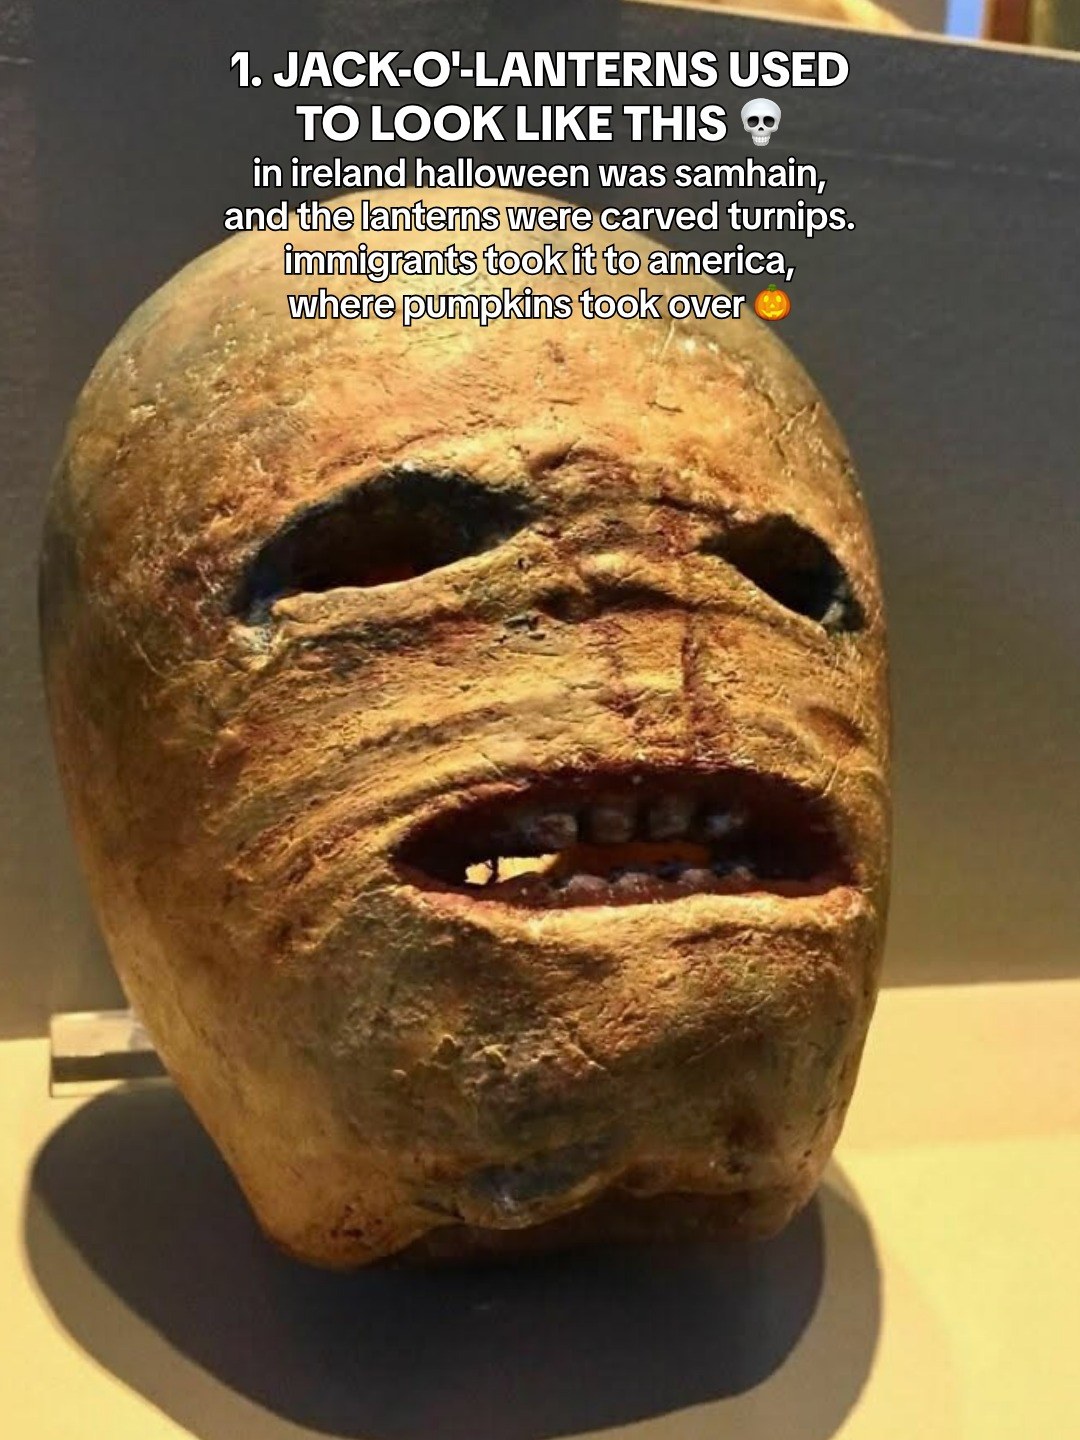 1. JACK-O'-LANTERNS USED
TO LOOK LIKE THIS 💀
in ireland halloween was samhain,
and the lanterns were carved turnips.
immigrants took it to america,
where pumpkins took over 🎃